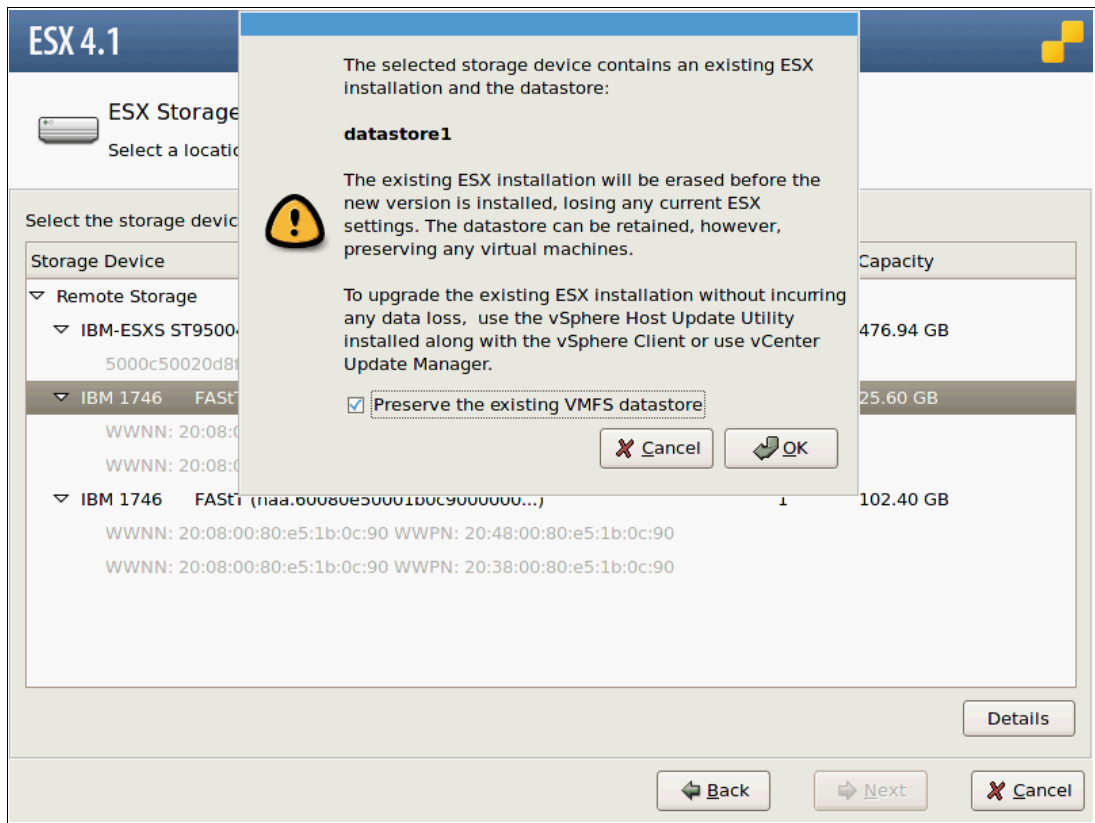 ESX 4.1
ESX Storage
Select a locatio
The selected storage device contains an existing ESX
installation and the datastore:
datastore1
The existing ESX installation will be erased before the
new version is installed, losing any current ESX
settings. The datastore can be retained, however,
preserving any virtual machines.
To upgrade the existing ESX installation without incurring
any data loss,  use the vSphere Host Update Utility
installed along with the vSphere Client or use vCenter
Update Manager.
Preserve the existing VMFS datastore
Cancel OK
Select the storage devic
Storage Device Capacity
Remote Storage
IBM-ESXS ST9500 476.94 GB
5000c50020d8f
IBM 1746 FAStT 25.60 GB
WWNN: 20:08:0
WWNN: 20:08:0
IBM 1746 FAStT (naa.60080e50001b0c9000000...) 1 102.40 GB
WWNN: 20:08:00:80:e5:1b:0c:90 WWPN: 20:48:00:80:e5:1b:0c:90
WWNN: 20:08:00:80:e5:1b:0c:90 WWPN: 20:38:00:80:e5:1b:0c:90
Details
Back Next Cancel